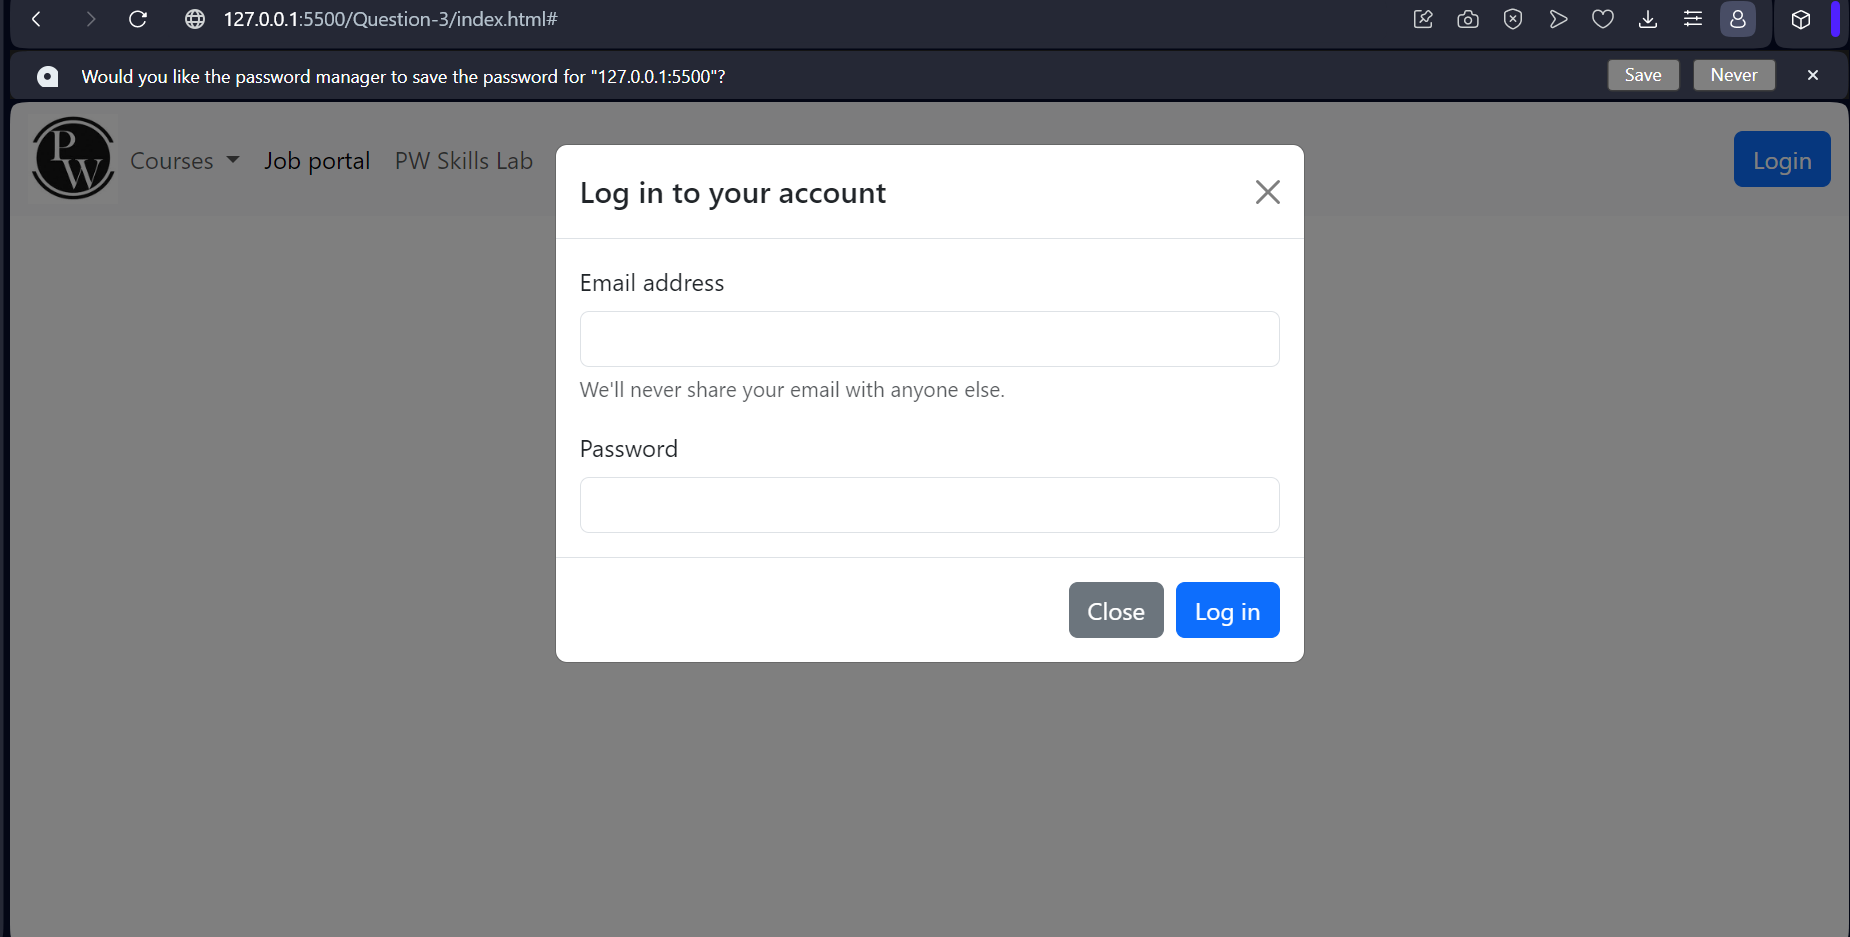 127.0.0.1:5500/Question-3/index.html#
Would you like the password manager to save the password for "127.0.0.1:5500"?
Save
Never
PW
Courses
Job portal
PW Skills Lab
Login
Log in to your account
Email address
We'll never share your email with anyone else.
Password
Close
Log in